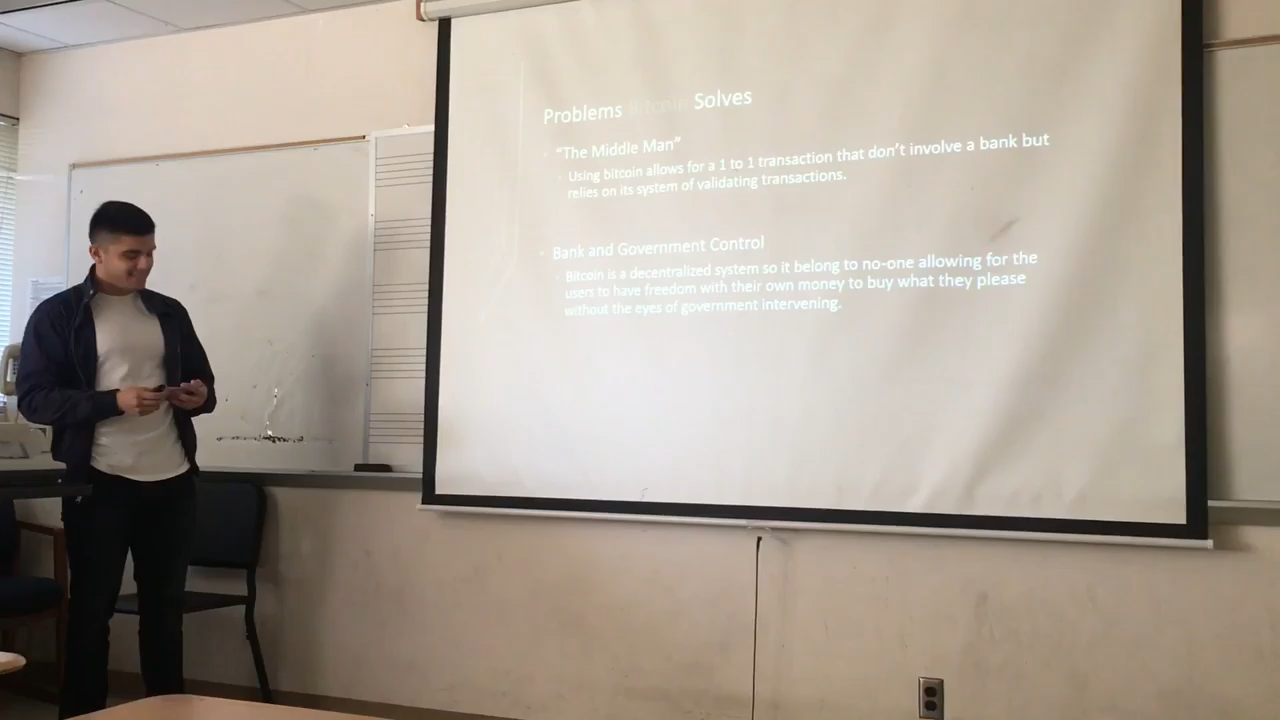 Problems Bitcoin Solves
"The Middle Man"
Using bitcoin allows for a 1 to 1 transaction that don't involve a bank but
relies on its system of validating transactions.
Bank and Government Control
Bitcoin is a decentralized system so it belong to no-one allowing for the
users to have freedom with their own money to buy what they please
without the eyes of government intervening.